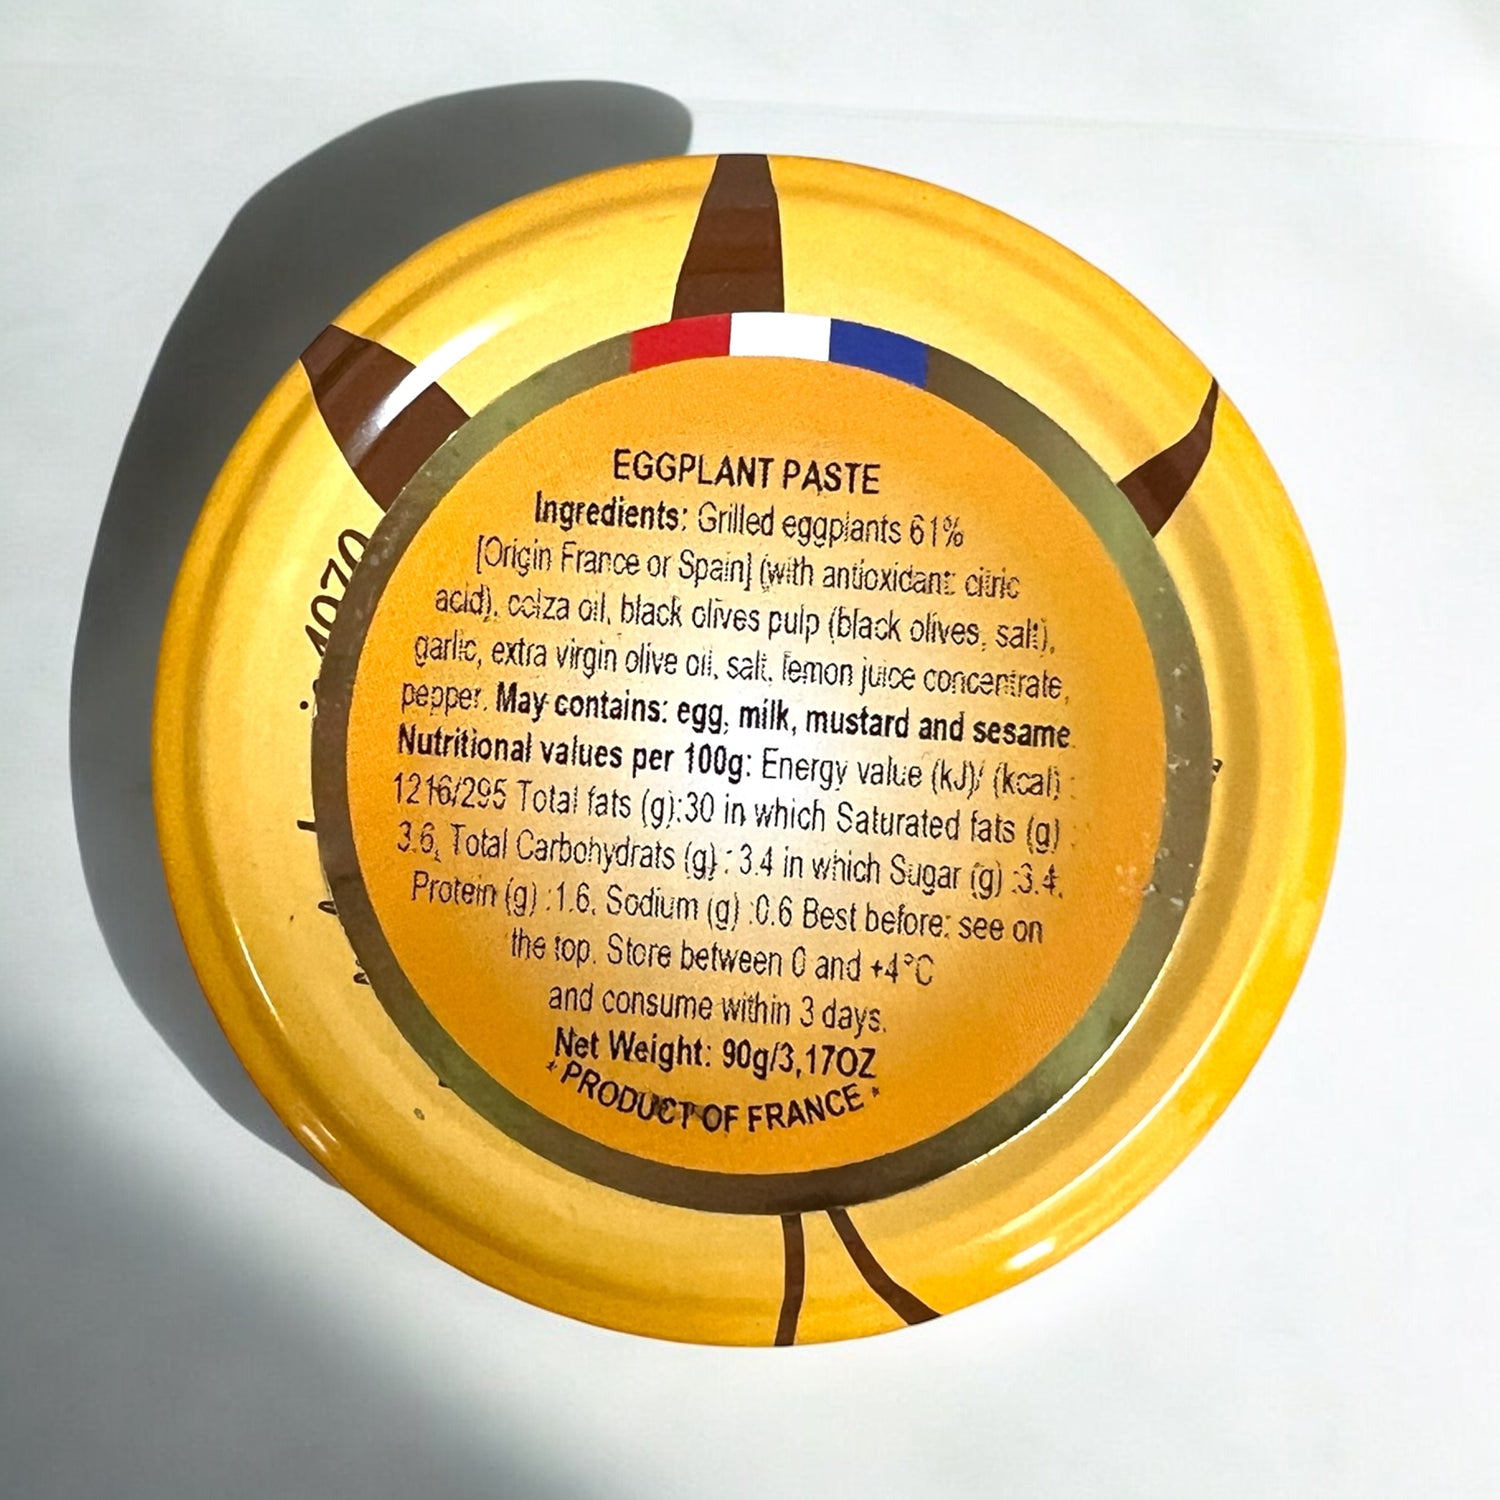 EGGPLANT PASTE
Ingredients: Grilled eggplants 61%
[Origin France or Spain] (with antioxidant: citric
acid), colza oil, black olives pulp (black olives, salt),
garlic, extra virgin olive oil, salt, lemon juice concentrate,
pepper. May contains: egg, milk, mustard and sesame.
Nutritional values per 100g: Energy value (kJ)/ (kcal) :
1216/295 Total fats (g):30 in which Saturated fats (g) :
3.6, Total Carbohydrats (g) : 3.4 in which Sugar (g) :3.4,
Protein (g) :1.6, Sodium (g) :0.6 Best before: see on
the top. Store between 0 and +4°C
and consume within 3 days.
Net Weight: 90g/3,17OZ
* PRODUCT OF FRANCE *
1970